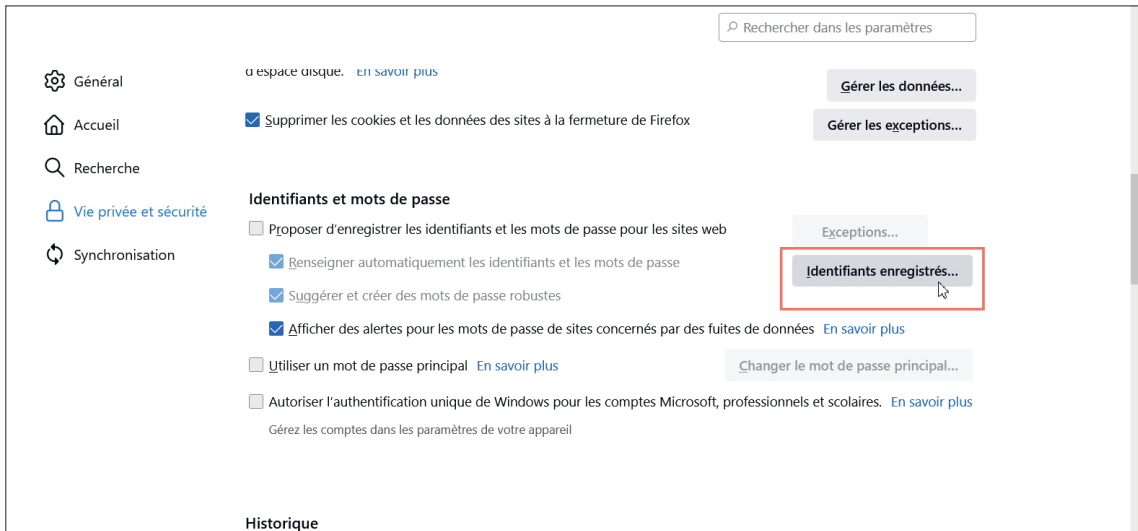 Rechercher dans les paramètres
Général
Accueil
Recherche
Vie privée et sécurité
Synchronisation
d'espace disque. En savoir plus
Gérer les données...
Supprimer les cookies et les données des sites à la fermeture de Firefox
Gérer les exceptions...
Identifiants et mots de passe
Proposer d'enregistrer les identifiants et les mots de passe pour les sites web
Exceptions...
Renseigner automatiquement les identifiants et les mots de passe
Identifiants enregistrés...
Suggérer et créer des mots de passe robustes
Afficher des alertes pour les mots de passe de sites concernés par des fuites de données En savoir plus
Utiliser un mot de passe principal En savoir plus
Changer le mot de passe principal...
Autoriser l'authentification unique de Windows pour les comptes Microsoft, professionnels et scolaires. En savoir plus
Gérez les comptes dans les paramètres de votre appareil
Historique